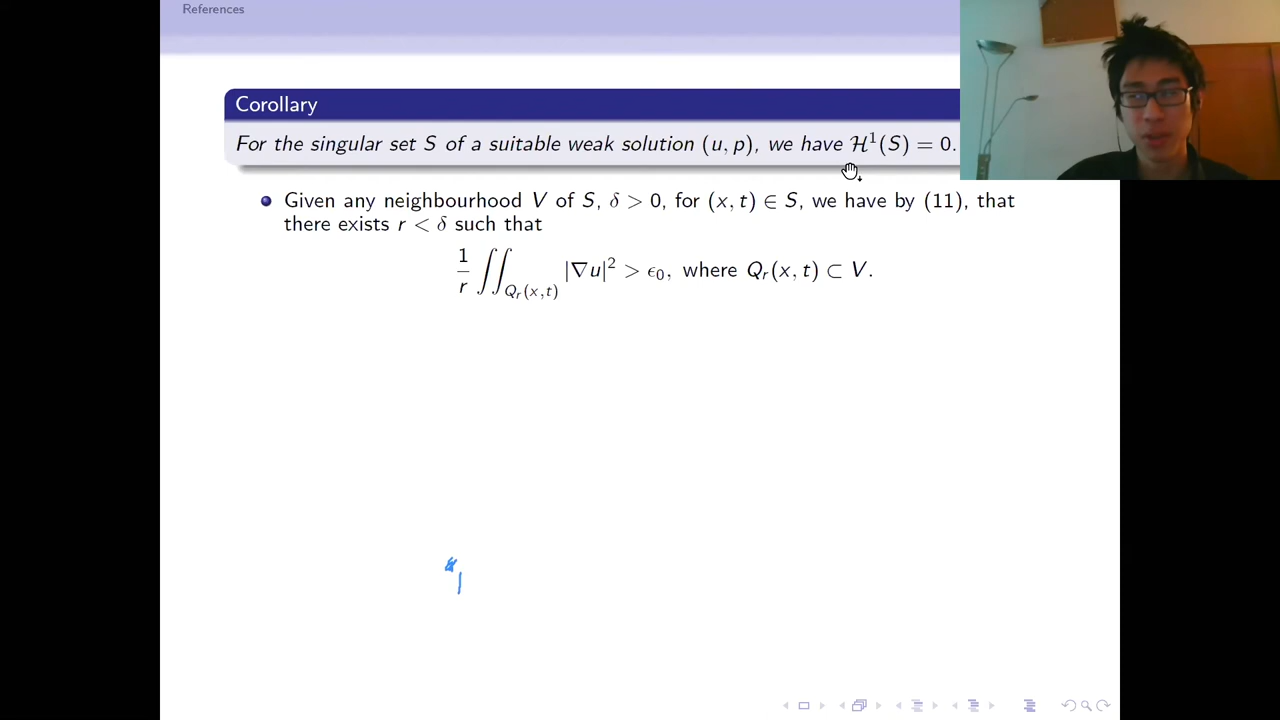 References
Corollary
For the singular set S of a suitable weak solution (u, p), we have ℋ¹(S) = 0.
Given any neighbourhood V of S, δ > 0, for (x, t) ∈ S, we have by (11), that
there exists r < δ such that
1/r ∬_{Q_r(x,t)} |∇u|² > ϵ₀, where Q_r(x, t) ⊂ V.